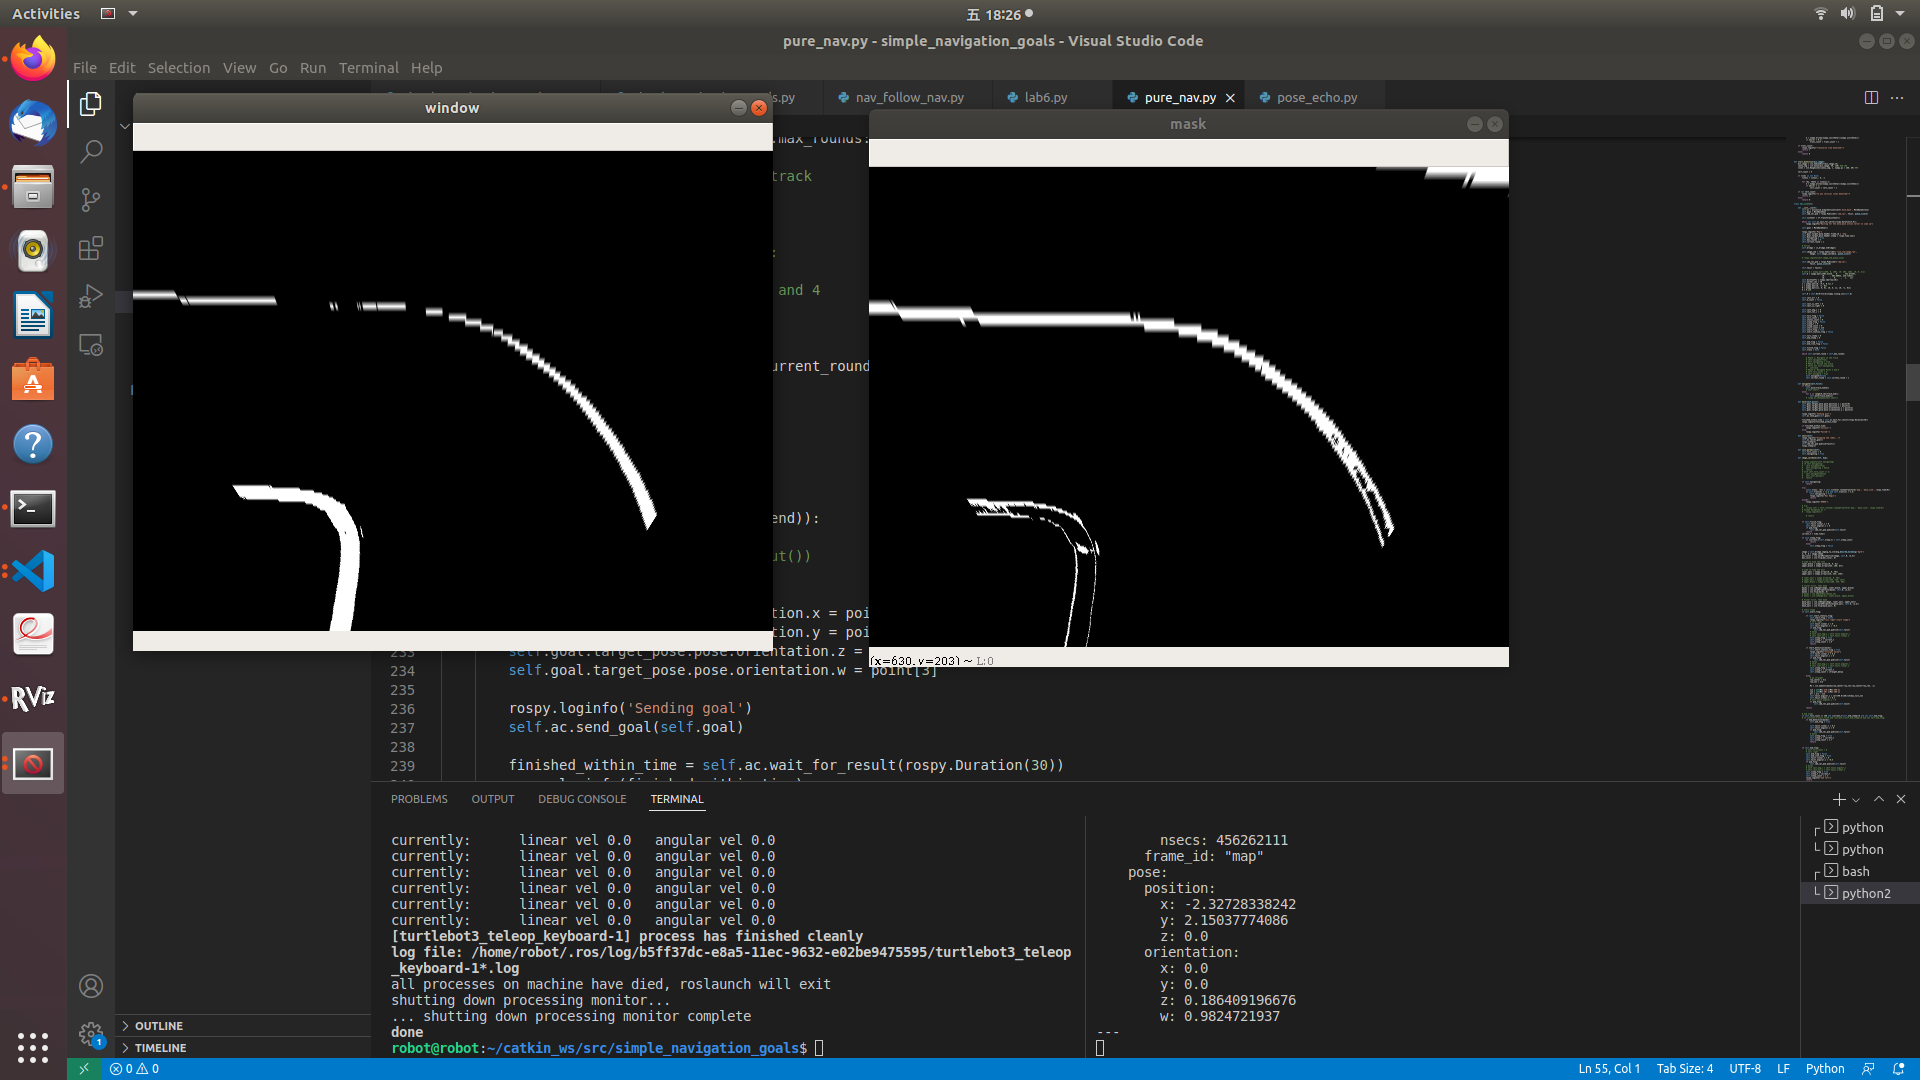 Activities
五 18:26
pure_nav.py - simple_navigation_goals - Visual Studio Code
File Edit Selection View Go Run Terminal Help
s.py
nav_follow_nav.py
lab6.py
pure_nav.py
pose_echo.py
window
mask
.max_rounds:
track
:
and 4
urrent_round
end)):
ut())
tion.x = poi
tion.y = poi
233 self.goal.target_pose.pose.orientation.z =
234 self.goal.target_pose.pose.orientation.w = point[3]
235
236 rospy.loginfo('Sending goal')
237 self.ac.send_goal(self.goal)
238
239 finished_within_time = self.ac.wait_for_result(rospy.Duration(30))
(x=630, y=203) ~ L:0
PROBLEMS OUTPUT DEBUG CONSOLE TERMINAL
currently: linear vel 0.0 angular vel 0.0
currently: linear vel 0.0 angular vel 0.0
currently: linear vel 0.0 angular vel 0.0
currently: linear vel 0.0 angular vel 0.0
currently: linear vel 0.0 angular vel 0.0
currently: linear vel 0.0 angular vel 0.0
[turtlebot3_teleop_keyboard-1] process has finished cleanly
log file: /home/robot/.ros/log/b5ff37dc-e8a5-11ec-9632-e02be9475595/turtlebot3_teleop
_keyboard-1*.log
all processes on machine have died, roslaunch will exit
shutting down processing monitor...
... shutting down processing monitor complete
done
robot@robot:~/catkin_ws/src/simple_navigation_goals$
nsecs: 456262111
frame_id: "map"
pose:
position:
x: -2.32728338242
y: 2.15037774086
z: 0.0
orientation:
x: 0.0
y: 0.0
z: 0.186409196676
w: 0.9824721937
---
python
python
bash
python2
OUTLINE
TIMELINE
RViz
1
0 0
Ln 55, Col 1 Tab Size: 4 UTF-8 LF Python